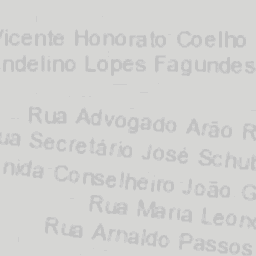 Vicente Honorato Coelho
ndelino Lopes Fagundes
Rua Advogado Arão R
ua Secretário José Schut
nida Conselheiro João G
Rua Maria Leon
Rua Arnaldo Passos